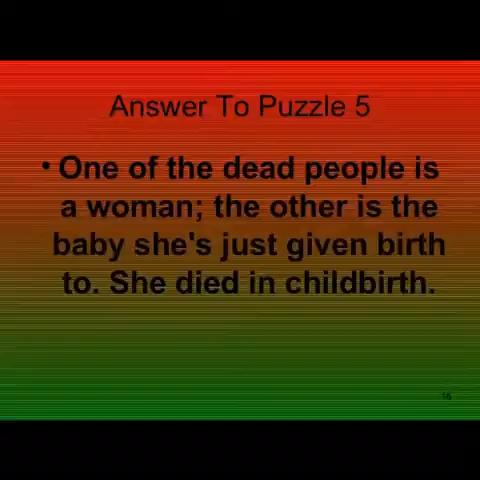 Answer To Puzzle 5
• One of the dead people is
a woman; the other is the
baby she's just given birth
to. She died in childbirth.
16